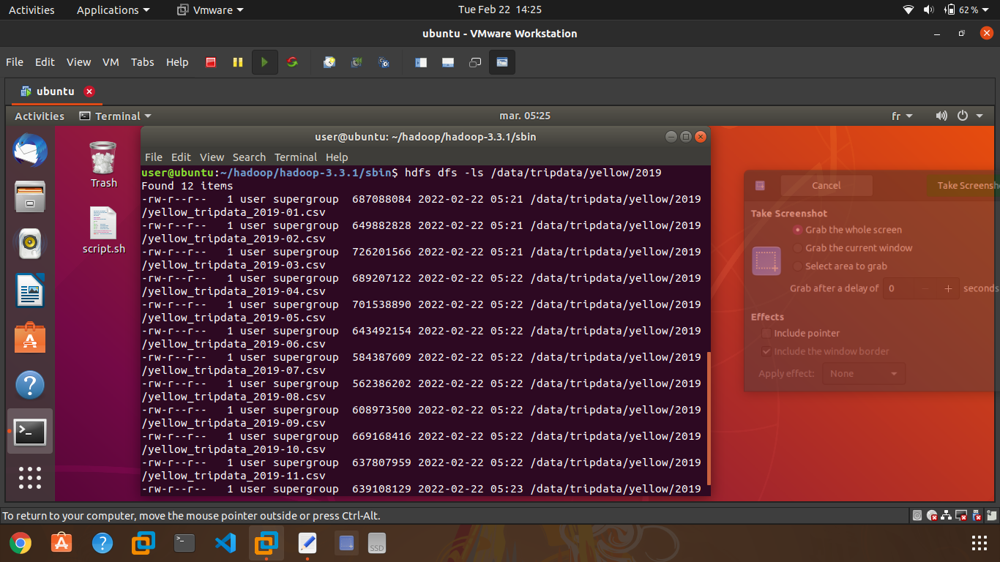 Activities Applications Vmware Tue Feb 22 14:25 62 %
ubuntu - VMware Workstation
File Edit View VM Tabs Help
ubuntu
Activities Terminal mar. 05:25 fr
user@ubuntu: ~/hadoop/hadoop-3.3.1/sbin
File Edit View Search Terminal Help
user@ubuntu:~/hadoop/hadoop-3.3.1/sbin$ hdfs dfs -ls /data/tripdata/yellow/2019
Found 12 items
-rw-r--r-- 1 user supergroup 687088084 2022-02-22 05:21 /data/tripdata/yellow/2019
/yellow_tripdata_2019-01.csv
-rw-r--r-- 1 user supergroup 649882828 2022-02-22 05:21 /data/tripdata/yellow/2019
/yellow_tripdata_2019-02.csv
-rw-r--r-- 1 user supergroup 726201566 2022-02-22 05:21 /data/tripdata/yellow/2019
/yellow_tripdata_2019-03.csv
-rw-r--r-- 1 user supergroup 689207122 2022-02-22 05:22 /data/tripdata/yellow/2019
/yellow_tripdata_2019-04.csv
-rw-r--r-- 1 user supergroup 701538890 2022-02-22 05:22 /data/tripdata/yellow/2019
/yellow_tripdata_2019-05.csv
-rw-r--r-- 1 user supergroup 643492154 2022-02-22 05:22 /data/tripdata/yellow/2019
/yellow_tripdata_2019-06.csv
-rw-r--r-- 1 user supergroup 584387609 2022-02-22 05:22 /data/tripdata/yellow/2019
/yellow_tripdata_2019-07.csv
-rw-r--r-- 1 user supergroup 562386202 2022-02-22 05:22 /data/tripdata/yellow/2019
/yellow_tripdata_2019-08.csv
-rw-r--r-- 1 user supergroup 608973500 2022-02-22 05:22 /data/tripdata/yellow/2019
/yellow_tripdata_2019-09.csv
-rw-r--r-- 1 user supergroup 669168416 2022-02-22 05:22 /data/tripdata/yellow/2019
/yellow_tripdata_2019-10.csv
-rw-r--r-- 1 user supergroup 637807959 2022-02-22 05:22 /data/tripdata/yellow/2019
/yellow_tripdata_2019-11.csv
-rw-r--r-- 1 user supergroup 639108129 2022-02-22 05:23 /data/tripdata/yellow/2019
Trash
script.sh
Cancel Take Screensh
Take Screenshot
Grab the whole screen
Grab the current window
Select area to grab
Grab after a delay of 0 − + seconds
Effects
Include pointer
Include the window border
Apply effect: None
To return to your computer, move the mouse pointer outside or press Ctrl-Alt.
SSD